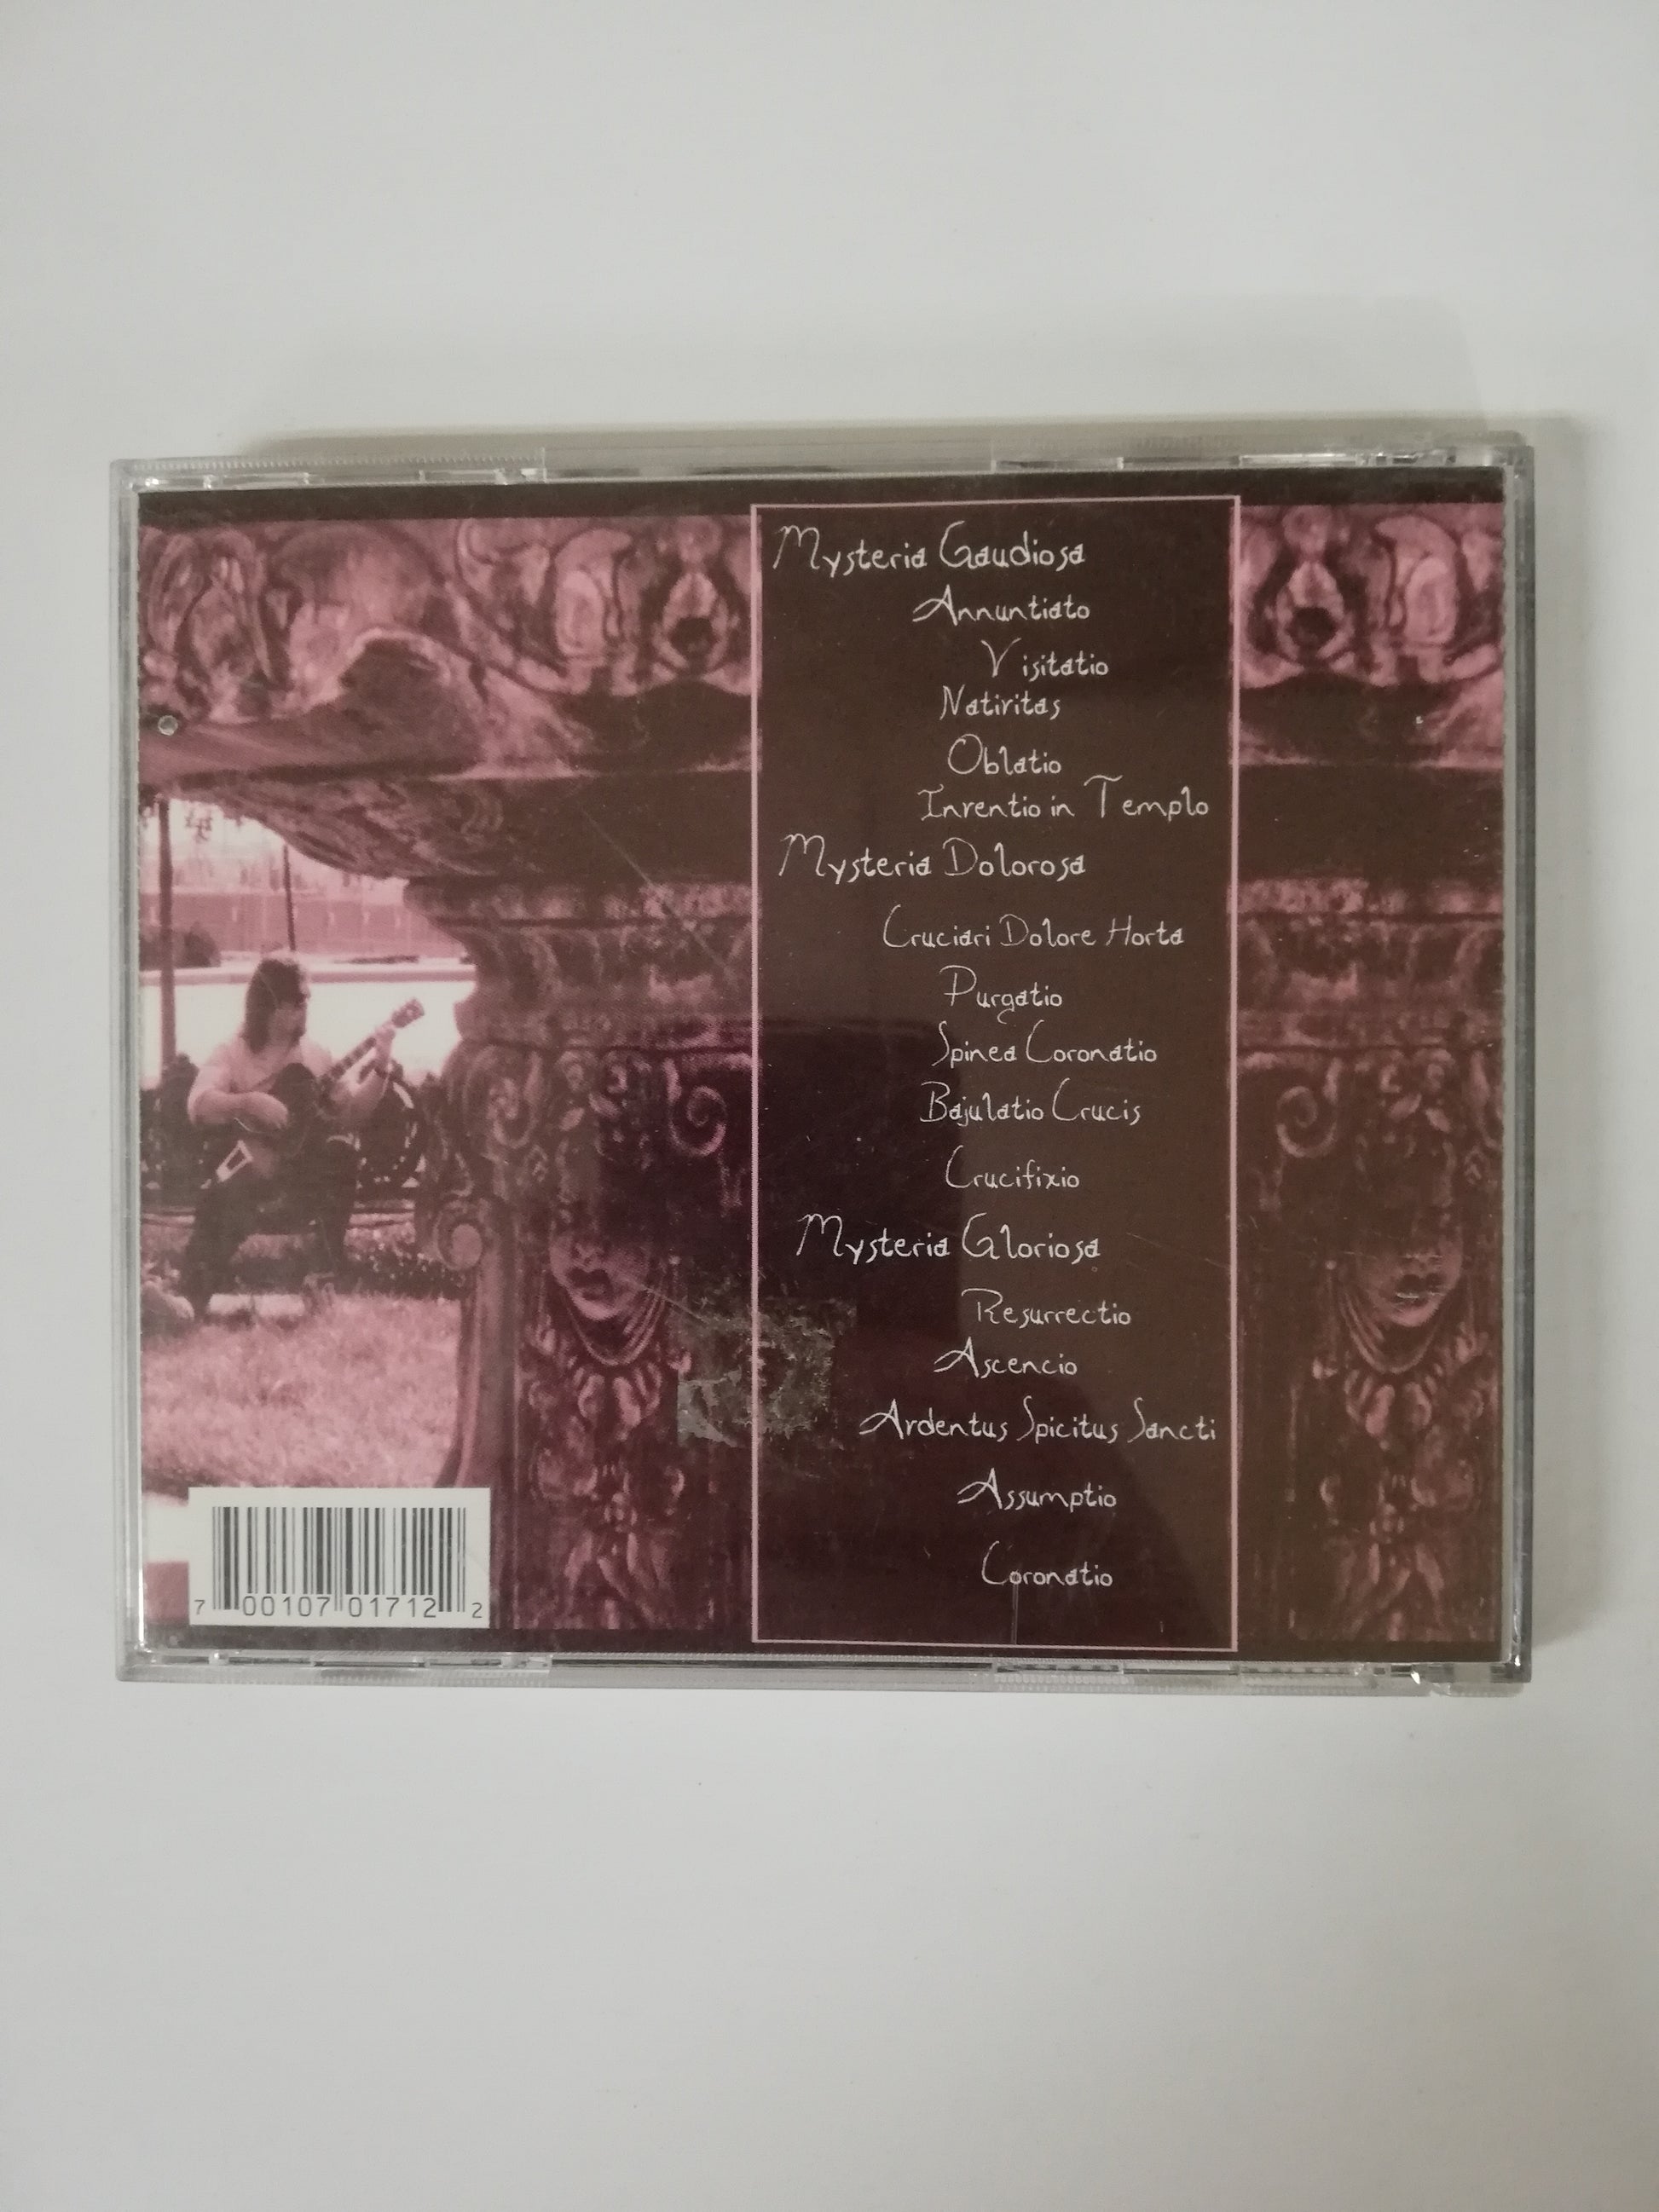 Mysteria Gaudiosa
Annuntiato
Visitatio
Nativitas
Oblatio
Inventio in Templo
Mysteria Dolorosa
Cruciari Dolore Horta
Purgatio
Spinea Coronatio
Bajulatio Crucis
Crucifixio
Mysteria Gloriosa
Resurrectio
Ascencio
Ardentus Spicitus Sancti
Assumptio
Coronatio
7 00107 01712 2